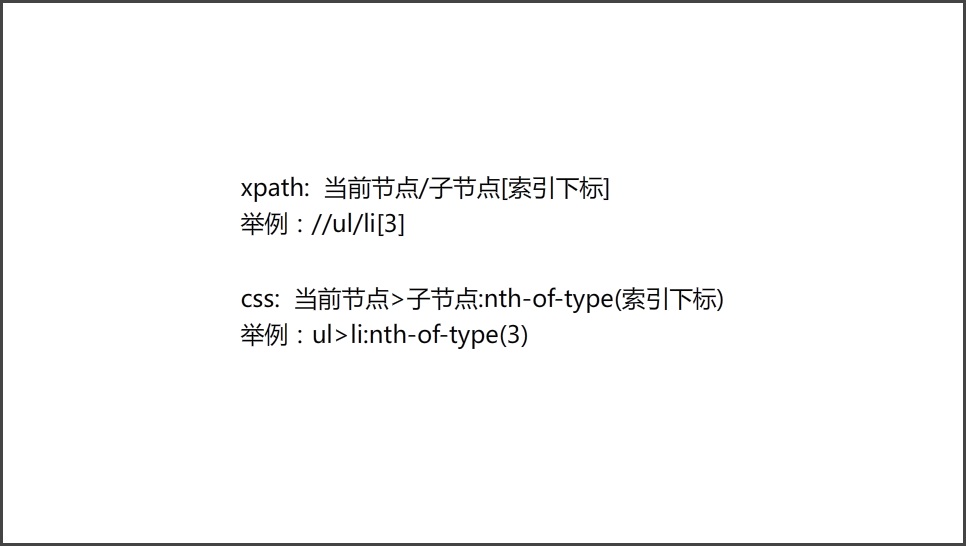 xpath:  当前节点/子节点[索引下标]
举例：//ul/li[3]
css:  当前节点>子节点:nth-of-type(索引下标)
举例：ul>li:nth-of-type(3)